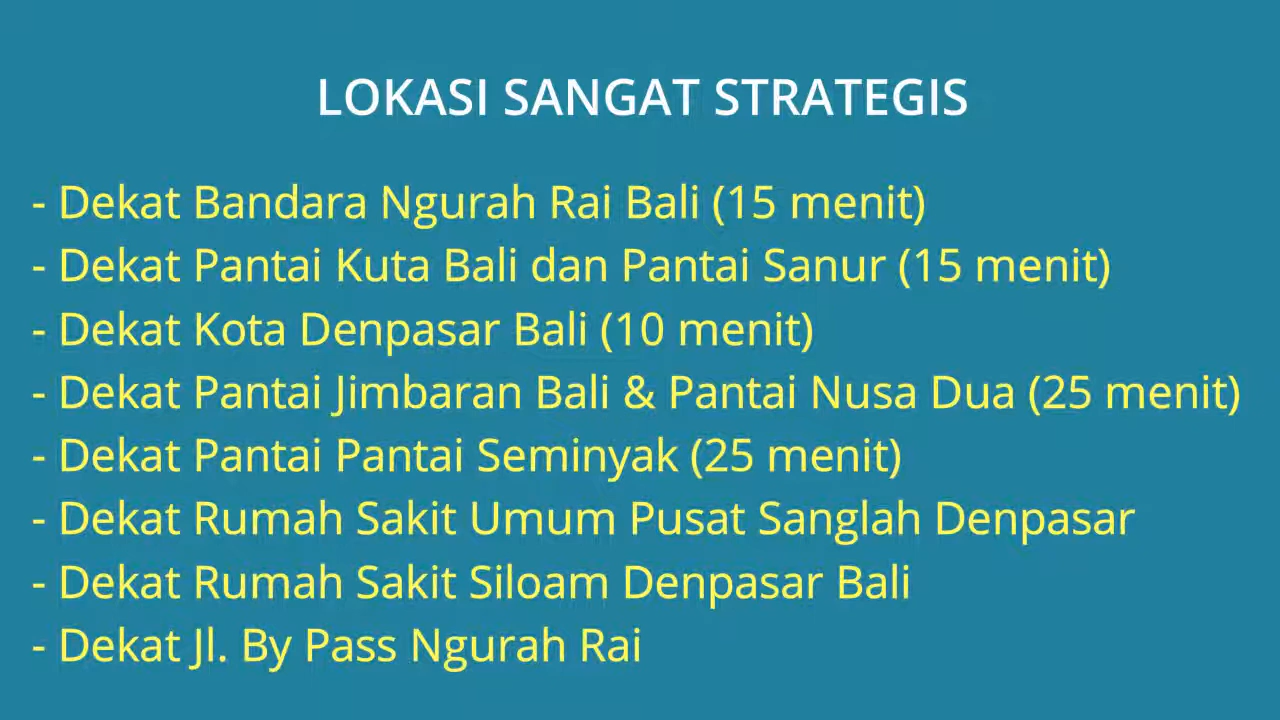 LOKASI SANGAT STRATEGIS
- Dekat Bandara Ngurah Rai Bali (15 menit)
- Dekat Pantai Kuta Bali dan Pantai Sanur (15 menit)
- Dekat Kota Denpasar Bali (10 menit)
- Dekat Pantai Jimbaran Bali & Pantai Nusa Dua (25 menit)
- Dekat Pantai Pantai Seminyak (25 menit)
- Dekat Rumah Sakit Umum Pusat Sanglah Denpasar
- Dekat Rumah Sakit Siloam Denpasar Bali
- Dekat Jl. By Pass Ngurah Rai